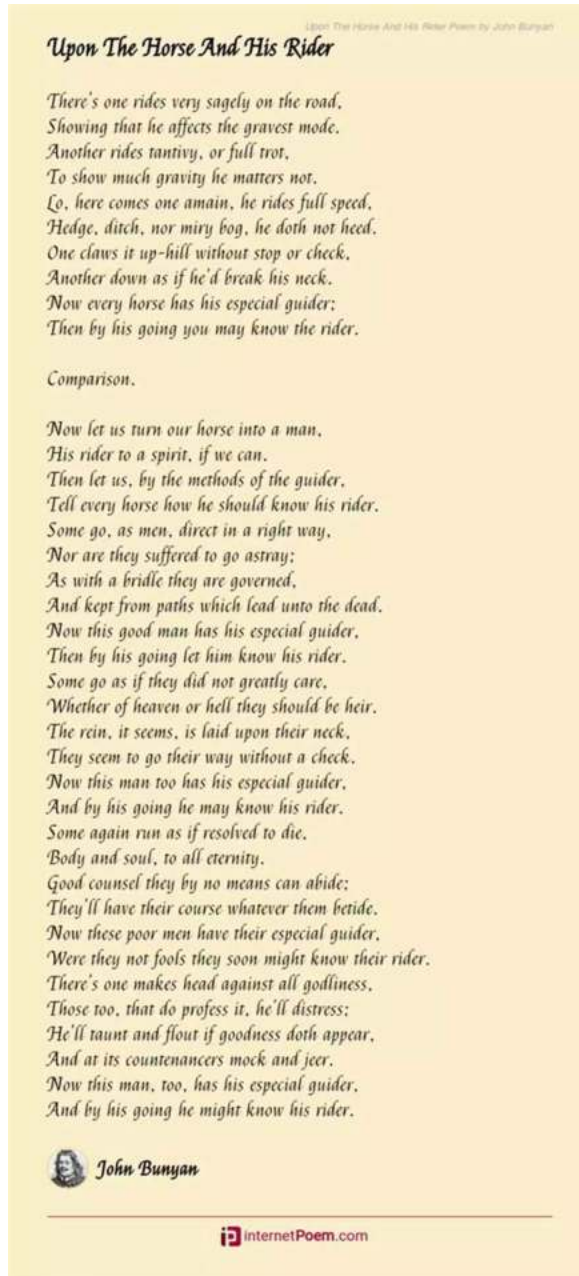 Upon The Horse And His Rider Poem by John Bunyan
Upon The Horse And His Rider
There's one rides very sagely on the road,
Showing that he affects the gravest mode.
Another rides tantivy, or full trot,
To show much gravity he matters not.
Lo, here comes one amain, he rides full speed,
Hedge, ditch, nor miry bog, he doth not heed.
One claws it up-hill without stop or check,
Another down as if he'd break his neck.
Now every horse has his especial guider;
Then by his going you may know the rider.
Comparison.
Now let us turn our horse into a man,
His rider to a spirit, if we can.
Then let us, by the methods of the guider,
Tell every horse how he should know his rider.
Some go, as men, direct in a right way,
Nor are they suffered to go astray;
As with a bridle they are governed,
And kept from paths which lead unto the dead.
Now this good man has his especial guider,
Then by his going let him know his rider.
Some go as if they did not greatly care,
Whether of heaven or hell they should be heir.
The rein, it seems, is laid upon their neck,
They seem to go their way without a check.
Now this man too has his especial guider,
And by his going he may know his rider.
Some again run as if resolved to die,
Body and soul, to all eternity.
Good counsel they by no means can abide;
They'll have their course whatever them betide.
Now these poor men have their especial guider,
Were they not fools they soon might know their rider.
There's one makes head against all godliness,
Those too, that do profess it, he'll distress;
He'll taunt and flout if goodness doth appear,
And at its countenancers mock and jeer.
Now this man, too, has his especial guider,
And by his going he might know his rider.
John Bunyan
internetPoem.com